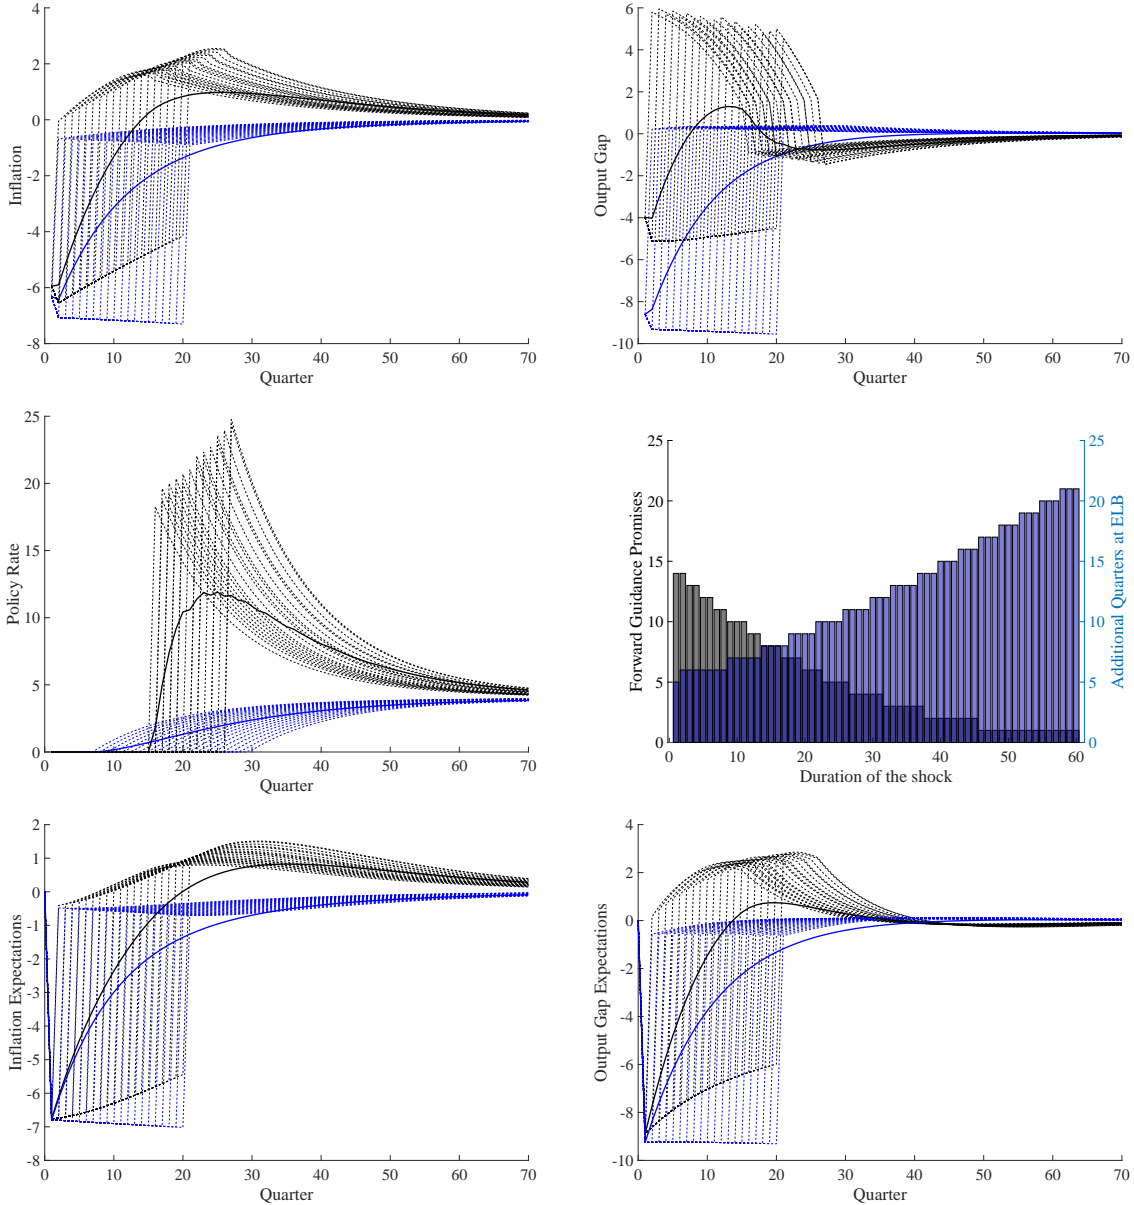 4
2
0
-2
-4
-6
-8
0 10 20 30 40 50 60 70
Inflation
Quarter
6
4
2
0
-2
-4
-6
-8
-10
0 10 20 30 40 50 60 70
Output Gap
Quarter
25
20
15
10
5
0
0 10 20 30 40 50 60 70
Policy Rate
Quarter
25
20
15
10
5
0
0 10 20 30 40 50 60
25
20
15
10
5
0
Forward Guidance Promises
Additional Quarters at ELB
Duration of the shock
2
1
0
-1
-2
-3
-4
-5
-6
-7
-8
0 10 20 30 40 50 60 70
Inflation Expectations
Quarter
4
2
0
-2
-4
-6
-8
-10
0 10 20 30 40 50 60 70
Output Gap Expectations
Quarter